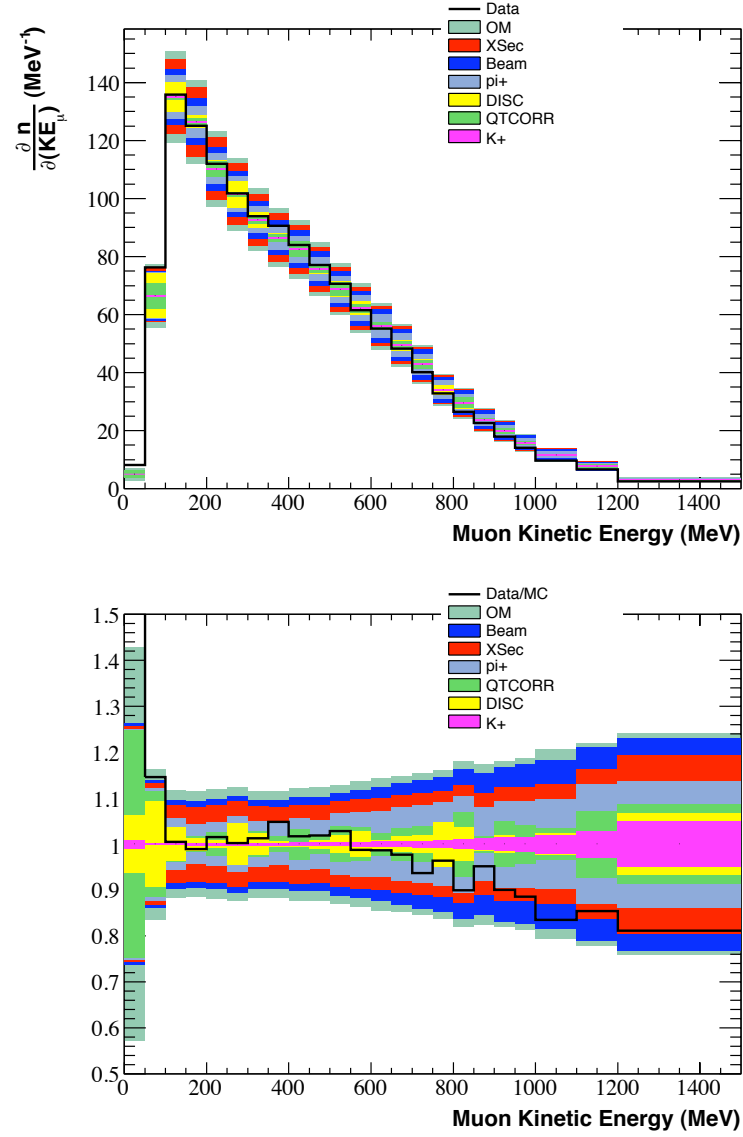 Data
OM
XSec
Beam
pi+
DISC
QTCORR
K+
∂ n
∂(KE_μ) (MeV⁻¹)
140
120
100
80
60
40
20
0
0 200 400 600 800 1000 1200 1400
Muon Kinetic Energy (MeV)
Data/MC
OM
Beam
XSec
pi+
QTCORR
DISC
K+
1.5
1.4
1.3
1.2
1.1
1
0.9
0.8
0.7
0.6
0.5
0 200 400 600 800 1000 1200 1400
Muon Kinetic Energy (MeV)